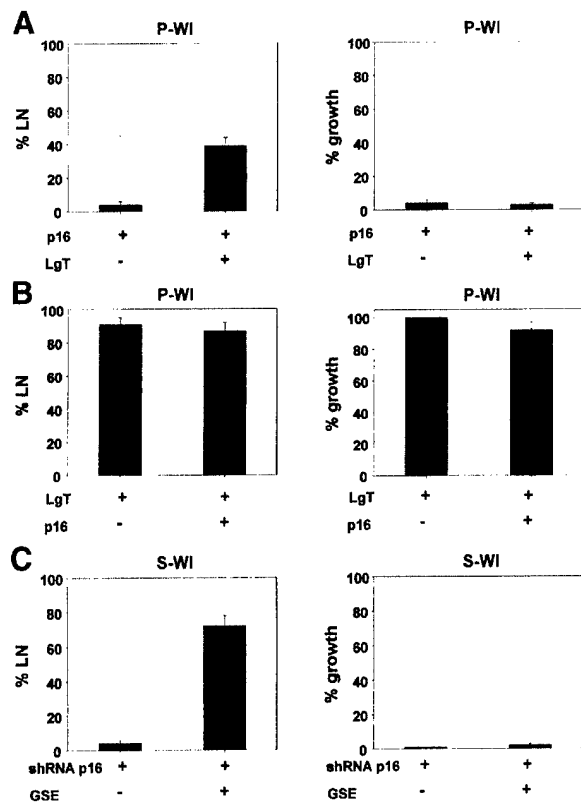 A
P-WI
P-WI
% LN
100
80
60
40
20
0
% growth
100
80
60
40
20
0
p16 + +
LgT - +
p16 + +
LgT - +
B
P-WI
P-WI
% LN
100
80
60
40
20
0
% growth
100
80
60
40
20
0
LgT + +
p16 - +
LgT + +
p16 - +
C
S-WI
S-WI
% LN
100
80
60
40
20
0
% growth
100
80
60
40
20
0
shRNA p16 + +
GSE - +
shRNA p16 + +
GSE - +